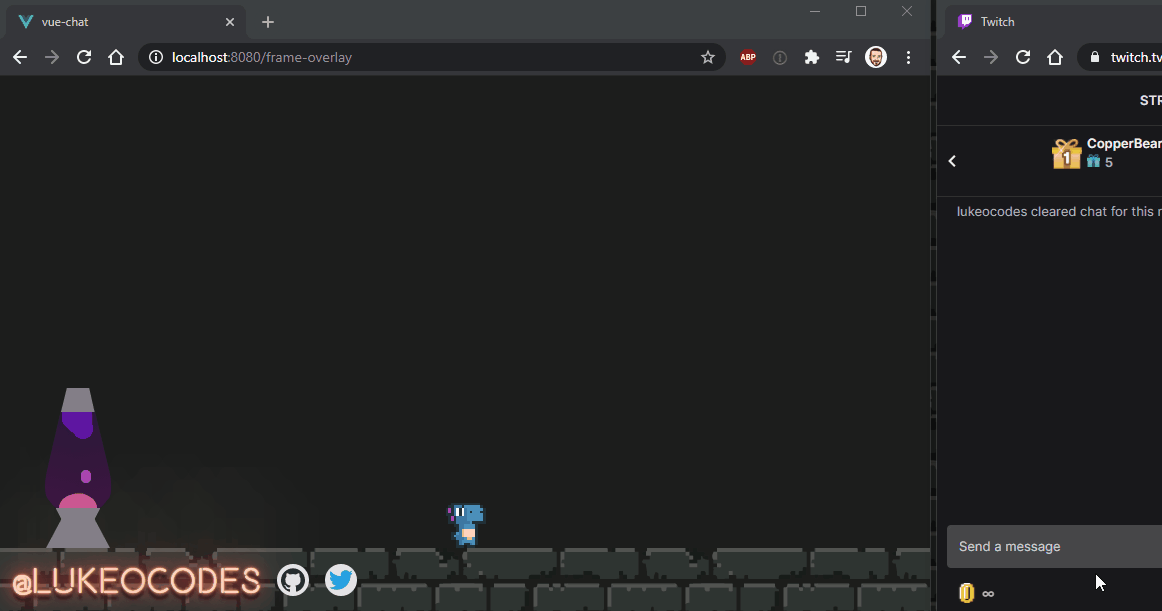 vue-chat
localhost:8080/frame-overlay
ABP
@LUKEOCODES
Twitch
twitch.tv
STR
1
CopperBear
5
lukeocodes cleared chat for this r
Send a message
∞